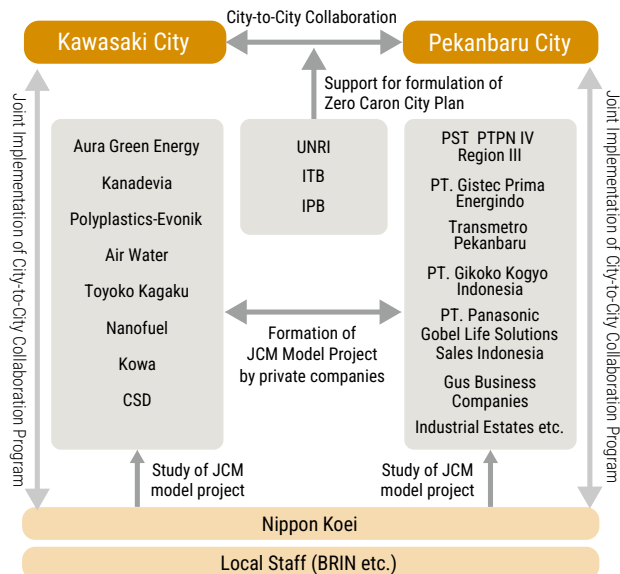 City-to-City Collaboration
Kawasaki City
Pekanbaru City
Support for formulation of
Zero Caron City Plan
Joint Implementation of City-to-City Collaboration Program
Aura Green Energy
Kanadevia
Polyplastics-Evonik
Air Water
Toyoko Kagaku
Nanofuel
Kowa
CSD
UNRI
ITB
IPB
PST PTPN IV
Region III
PT. Gistec Prima
Energindo
Transmetro
Pekanbaru
PT. Gikoko Kogyo
Indonesia
PT. Panasonic
Gobel Life Solutions
Sales Indonesia
Gus Business
Companies
Industrial Estates etc.
Joint Implementation of City-to-City Collaboration Program
Formation of
JCM Model Project
by private companies
Study of JCM
model project
Study of JCM
model project
Nippon Koei
Local Staff (BRIN etc.)